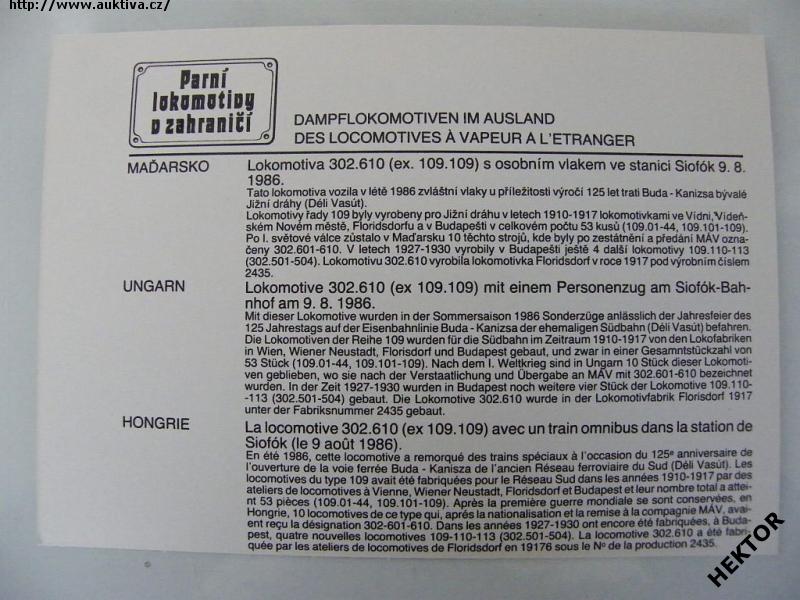 http://www.auktiva.cz/
Parní
lokomotivy
v zahraničí
DAMPFLOKOMOTIVEN IM AUSLAND
DES LOCOMOTIVES À VAPEUR A L'ETRANGER
MAĎARSKO
Lokomotiva 302.610 (ex. 109.109) s osobním vlakem ve stanici Siofók 9. 8.
1986.
Tato lokomotiva vozila v létě 1986 zvláštní vlaky u příležitosti výročí 125 let trati Buda - Kanizsa bývalé
Jižní dráhy (Déli Vasút).
Lokomotivy řady 109 byly vyrobeny pro Jižní dráhu v letech 1910-1917 lokomotivkami ve Vídni, Vídeň-
ském Novém městě, Floridsdorfu a v Budapešti v celkovém počtu 53 kusů (109.01-44, 109.101-109).
Po I. světové válce zůstalo v Maďarsku 10 těchto strojů, kde byly po zestátnění a předání MÁV ozna-
čeny 302.601-610. V letech 1927-1930 vyrobily v Budapešti ještě 4 další lokomotivy 109.110-113
(302.501-504). Lokomotivu 302.610 vyrobila lokomotivka Floridsdorf v roce 1917 pod výrobním číslem
2435.
UNGARN
Lokomotive 302.610 (ex 109.109) mit einem Personenzug am Siofók-Bah-
nhof am 9. 8. 1986.
Mit dieser Lokomotive wurden in der Sommersaison 1986 Sonderzüge anlässlich der Jahresfeier des
125 Jahrestags auf der Eisenbahnlinie Buda - Kanizsa der ehemaligen Südbahn (Déli Vasút) befahren.
Die Lokomotiven der Reihe 109 wurden für die Südbahn im Zeitraum 1910-1917 von den Lokofabriken
in Wien, Wiener Neustadt, Florisdorf und Budapest gebaut, und zwar in einer Gesamntstückzahl von
53 Stück (109.01-44, 109.101-109). Nach dem I. Weltkrieg sind in Ungarn 10 Stück dieser Lokomoti-
ven geblieben, wo sie nach der Verstaatlichung und Übergabe an MÁV mit 302.601-610 bezeichnet
wurden. In der Zeit 1927-1930 wurden in Budapest noch weitere vier Stück der Lokomotive 109.110-
-113 (302.501-504) gebaut. Die Lokomotive 302.610 wurde in der Lokomotivfabrik Florisdorf 1917
unter der Fabriksnummer 2435 gebaut.
HONGRIE
La locomotive 302.610 (ex 109.109) avec un train omnibus dans la station de
Siofók (le 9 août 1986).
En été 1986, cette locomotive a remorqué des trains spéciaux à l'occasion du 125e anniversaire de
l'ouverture de la voie ferrée Buda - Kanisza de l'ancien Réseau ferroviaire du Sud (Déli Vasút). Les
locomotives du type 109 avait été fabriquées pour le Réseau Sud dans les années 1910-1917 par des
ateliers de locomotives à Vienne, Wiener Neustadt, Floridsdorf et Budapest et leur nombre total a attei-
nt 53 pièces (109.01-44, 109.101-109). Après la première guerre mondiale se sont conservées, en
Hongrie, 10 locomotives de ce type qui, aprés la nationalisation et la remise à la compagnie MÁV, avai-
ent reçu la désignation 302-601-610. Dans les années 1927-1930 ont encore été fabriquées, à Buda-
pest, quatre nouvelles locomotives 109-110-113 (302.501-504). La locomotive 302.610 a été fabri-
quée par les ateliers de locomotives de Floridsdorf en 19176 sous le No de la production 2435.
HEKTOR